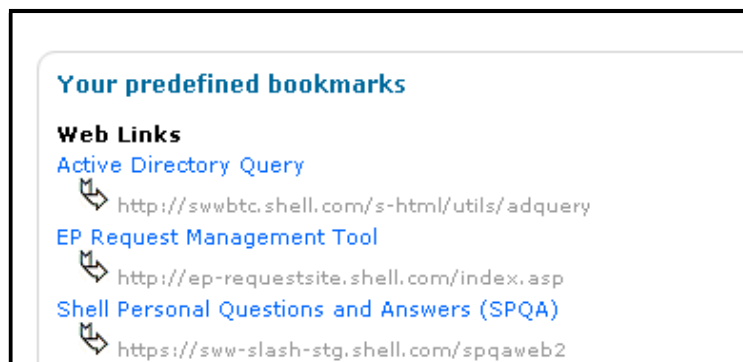 Your predefined bookmarks
Web Links
Active Directory Query
http://swwbtc.shell.com/s-html/utils/adquery
EP Request Management Tool
http://ep-requestsite.shell.com/index.asp
Shell Personal Questions and Answers (SPQA)
https://sww-slash-stg.shell.com/spqaweb2